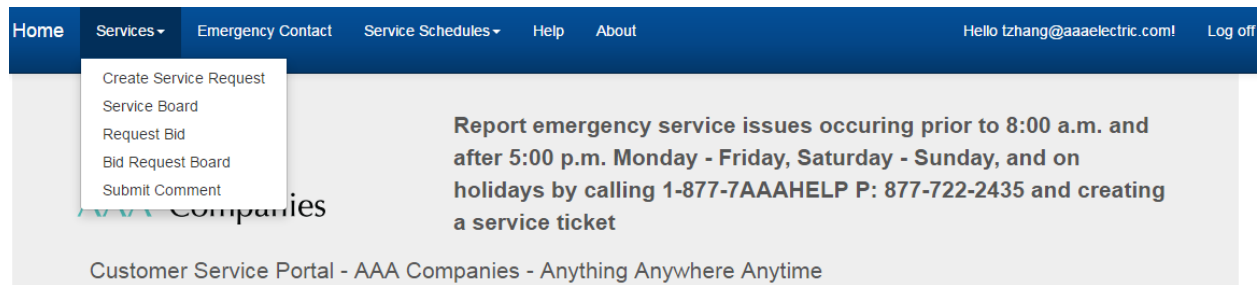 Home Services Emergency Contact Service Schedules Help About Hello tzhang@aaaelectric.com! Log off
Create Service Request
Service Board
Request Bid
Bid Request Board
Submit Comment
Report emergency service issues occuring prior to 8:00 a.m. and
after 5:00 p.m. Monday - Friday, Saturday - Sunday, and on
holidays by calling 1-877-7AAAHELP P: 877-722-2435 and creating
a service ticket
AAA Companies
Customer Service Portal - AAA Companies - Anything Anywhere Anytime